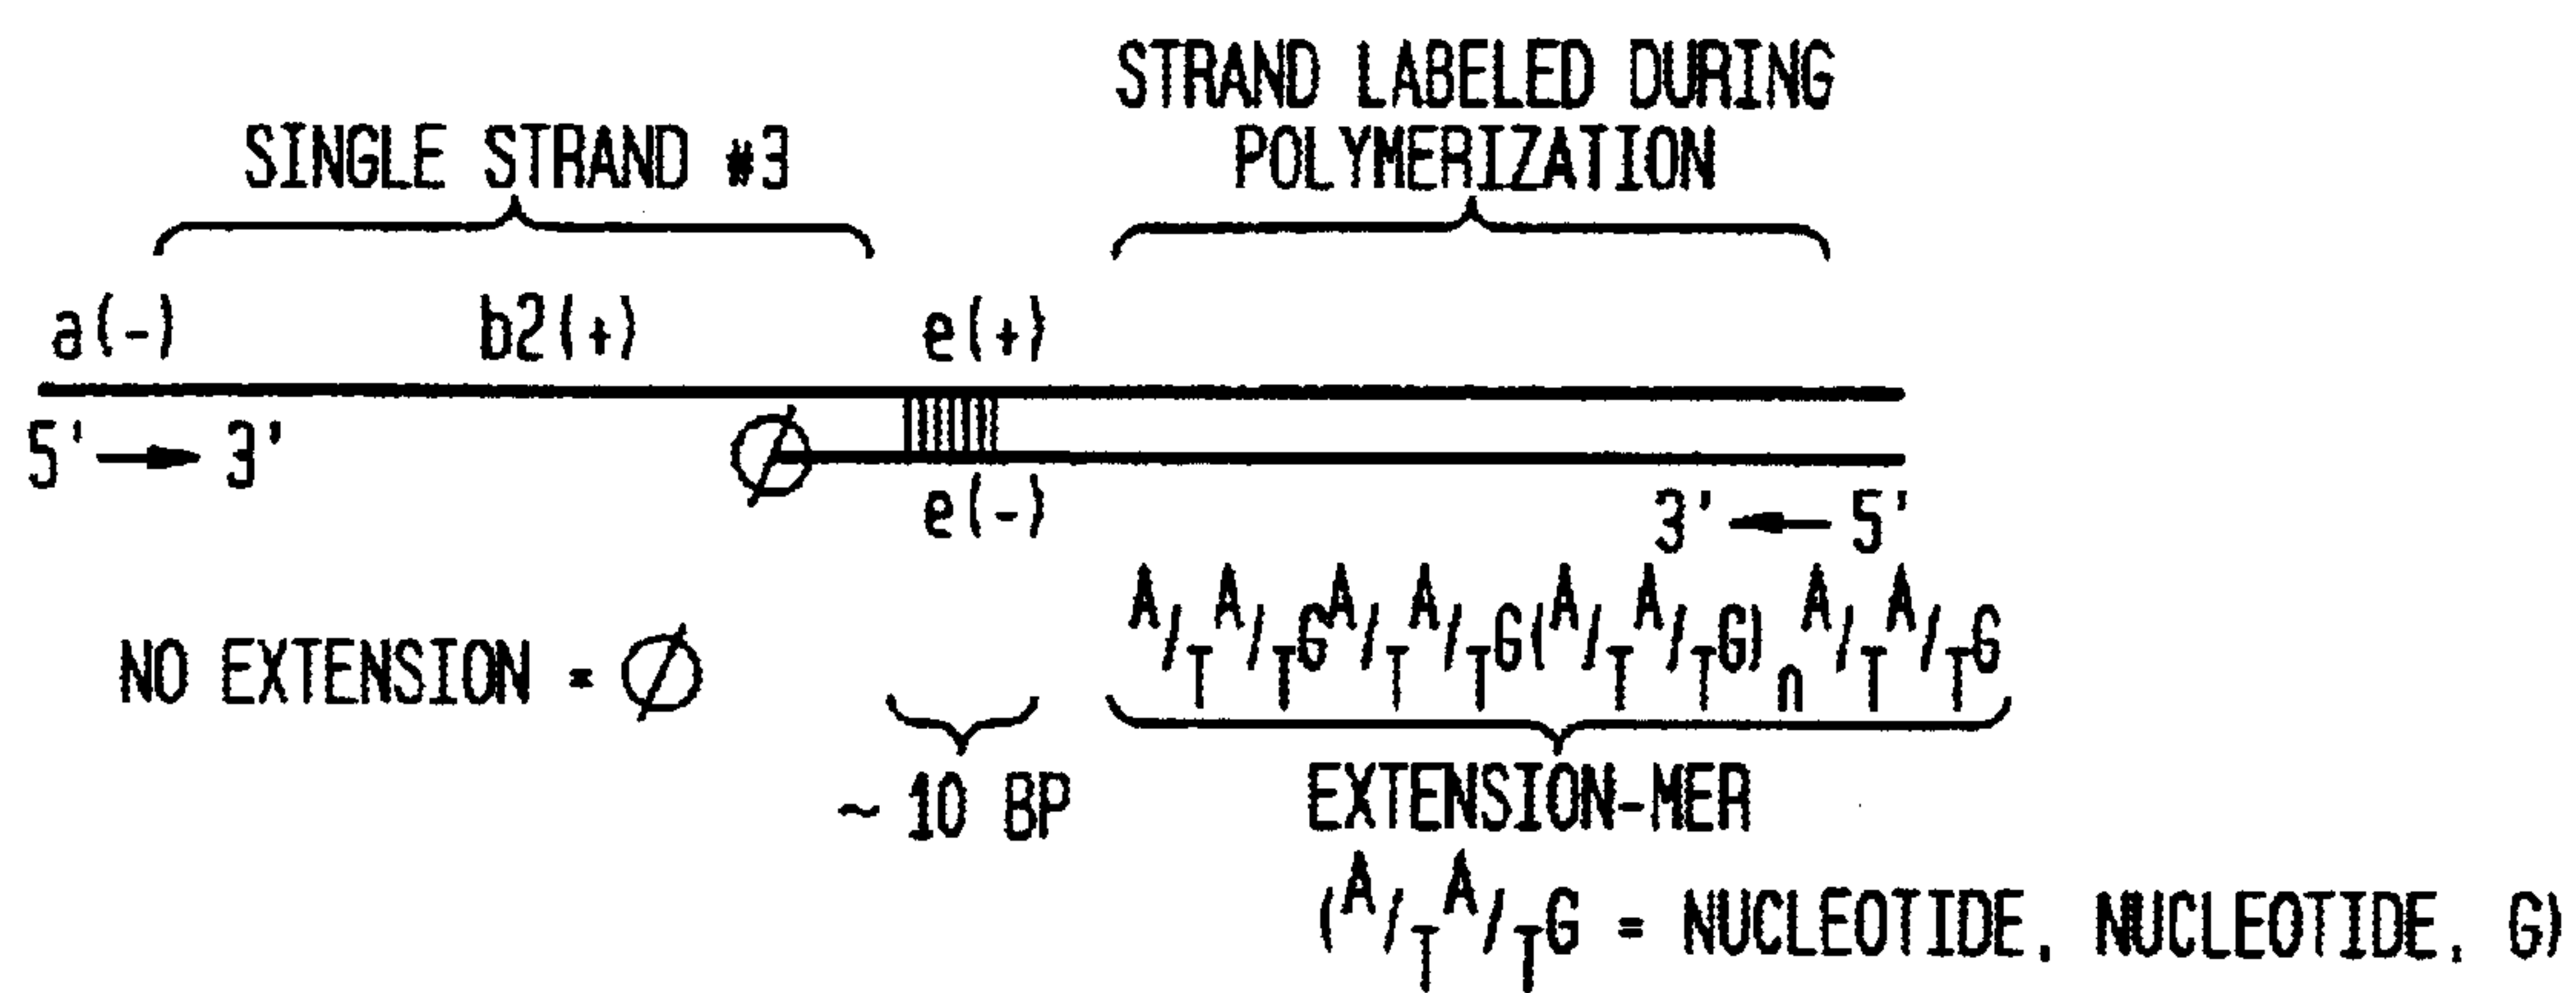 STRAND LABELED DURING
POLYMERIZATION
SINGLE STRAND #3
a(-) b2(+) e(+)
5' → 3'
e(-)
3' ← 5'
A/TA/TGA/TA/TG(A/TA/TG)nA/TA/TG
NO EXTENSION = Ø
~ 10 BP
EXTENSION-MER
(A/TA/TG = NUCLEOTIDE, NUCLEOTIDE, G)